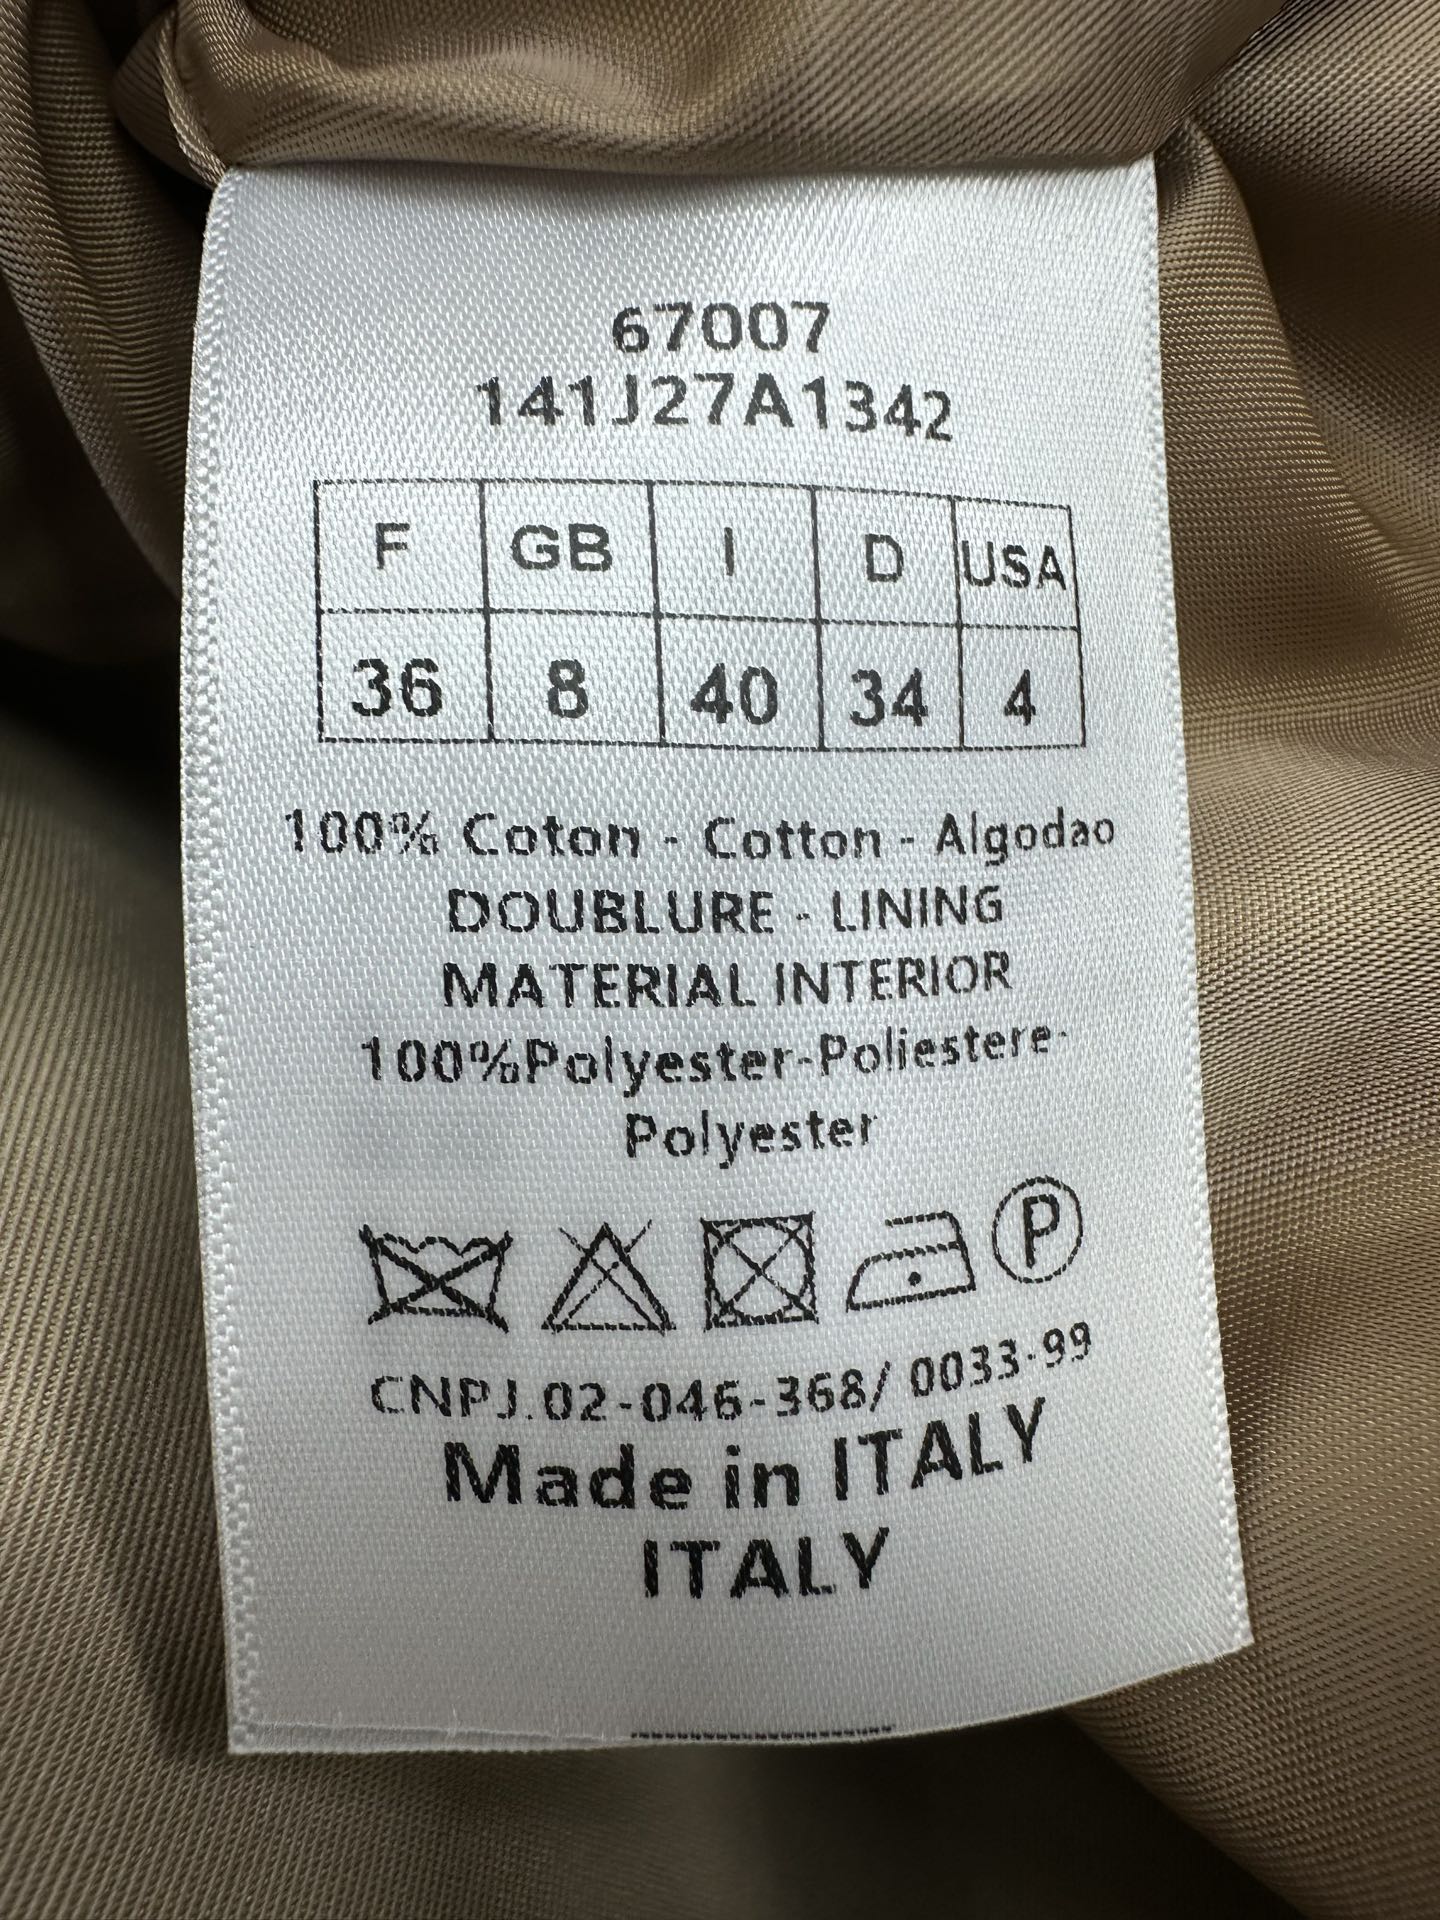 67007
141J27A1342
F GB I D USA
36 8 40 34 4
100% Coton - Cotton - Algodao
DOUBLURE - LINING
MATERIAL INTERIOR
100%Polyester-Poliestere-
Polyester
P
CNPJ.02-046-368/ 0033-99
Made in ITALY
ITALY